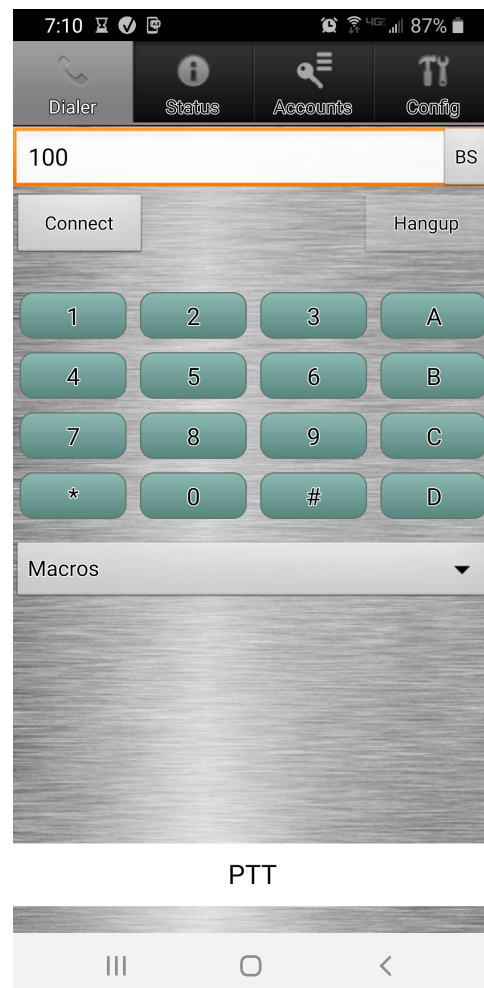 7:10 4GE 87%
Dialer Status Accounts Config
100 BS
Connect Hangup
1 2 3 A
4 5 6 B
7 8 9 C
* 0 # D
Macros
PTT